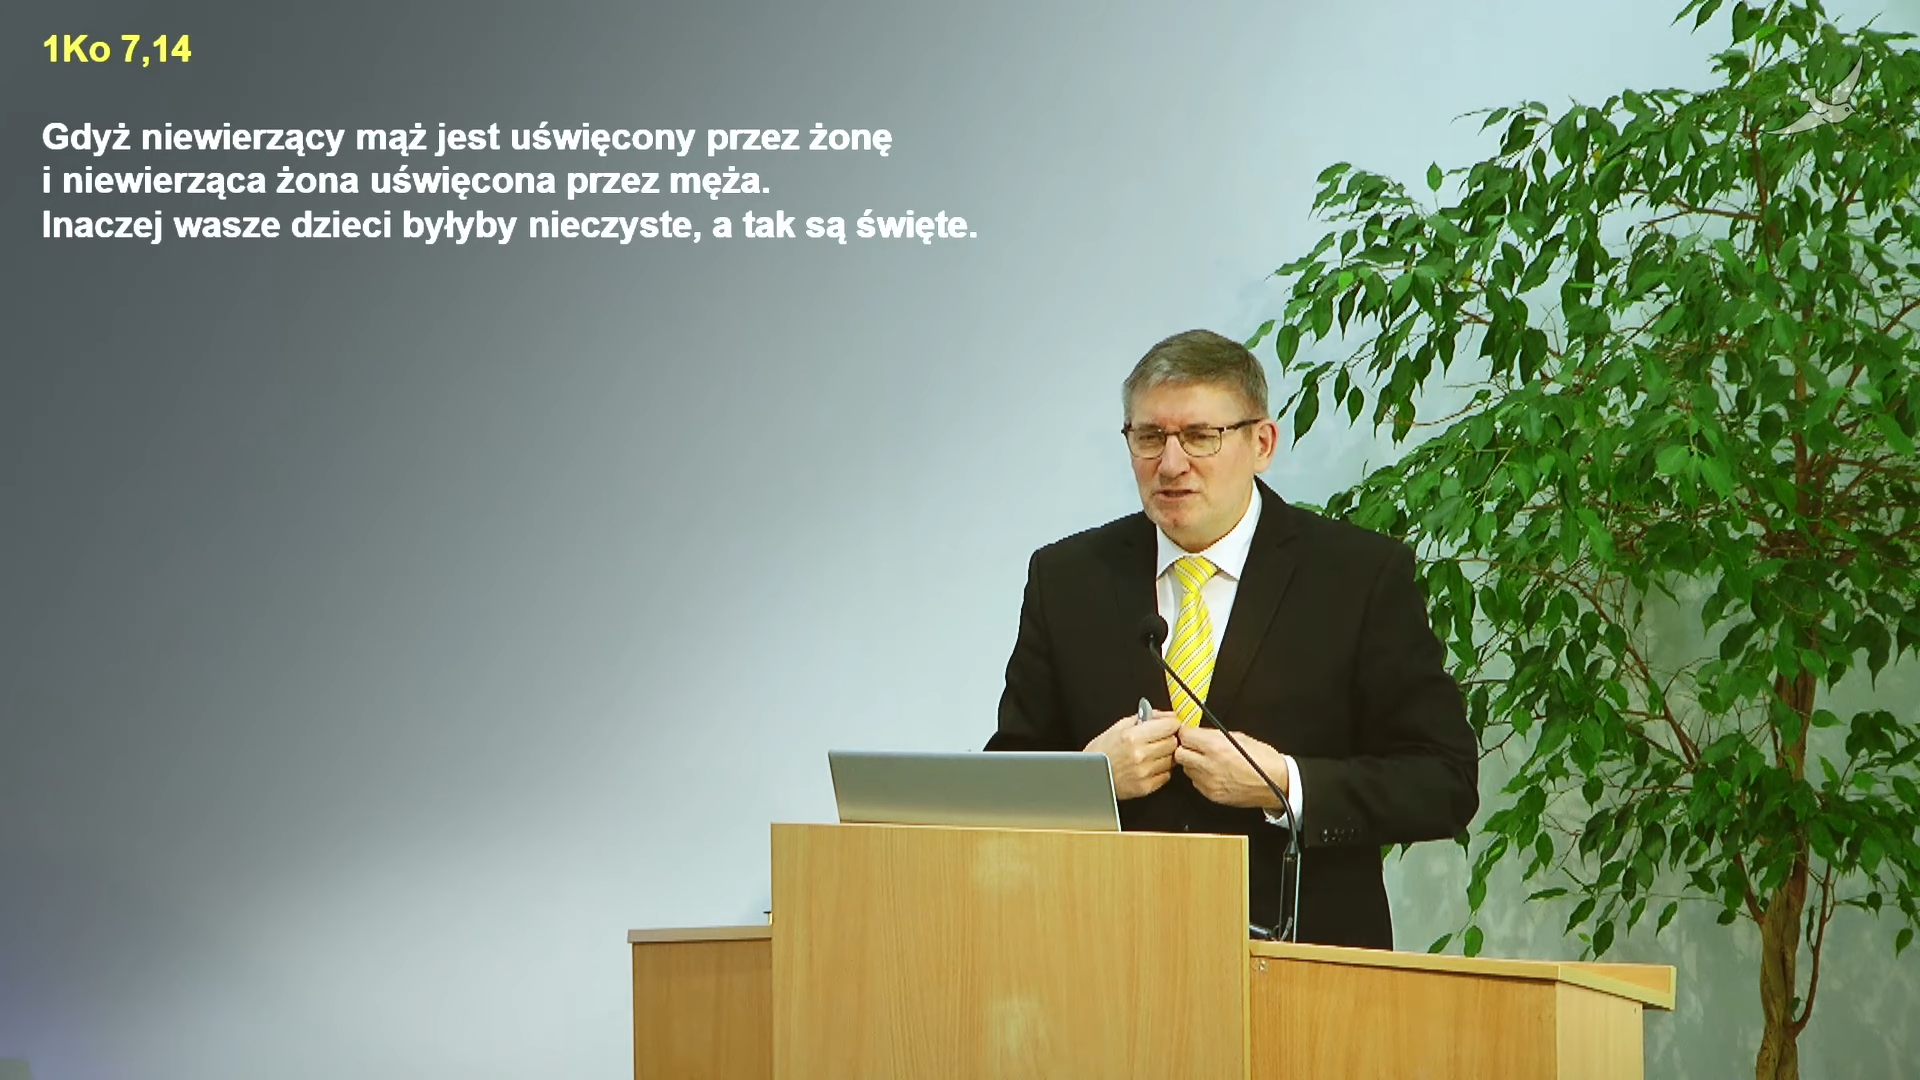 1Ko 7,14
Gdyż niewierzący mąż jest uświęcony przez żonę
i niewierząca żona uświęcona przez męża.
Inaczej wasze dzieci byłyby nieczyste, a tak są święte.